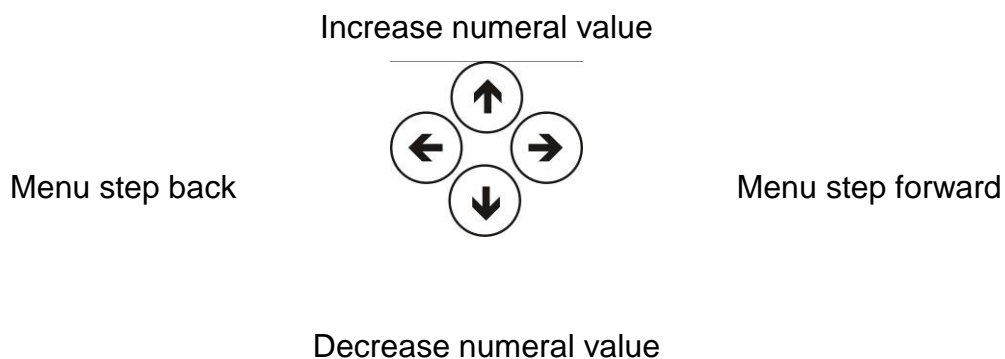 Increase numeral value
Menu step back
Menu step forward
Decrease numeral value